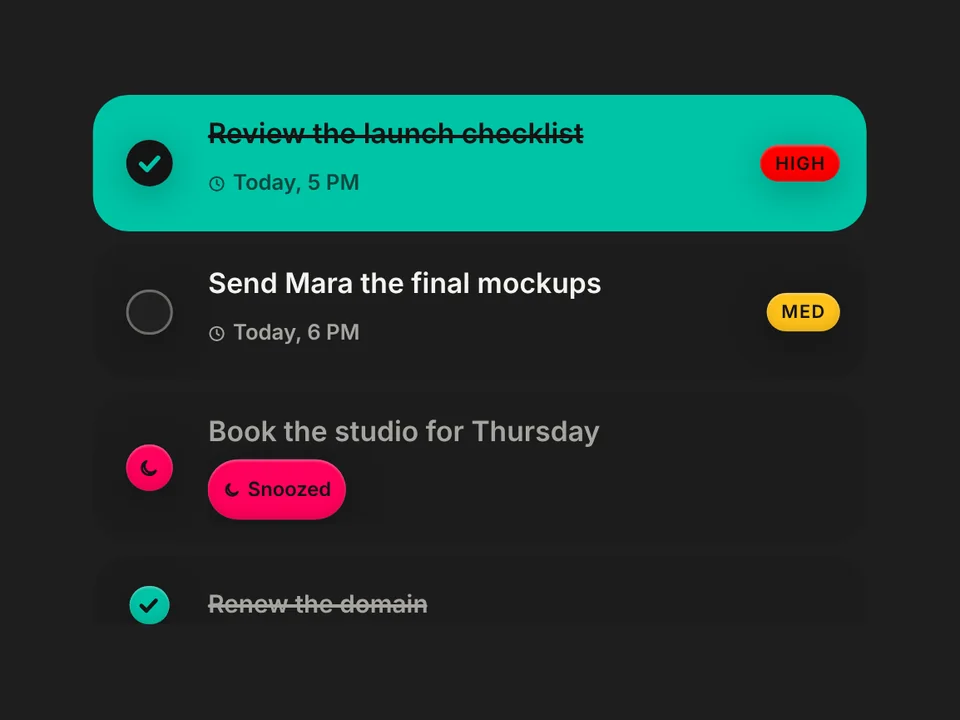 Review the launch checklist
Today, 5 PM
HIGH
Send Mara the final mockups
Today, 6 PM
MED
Book the studio for Thursday
Snoozed
Renew the domain